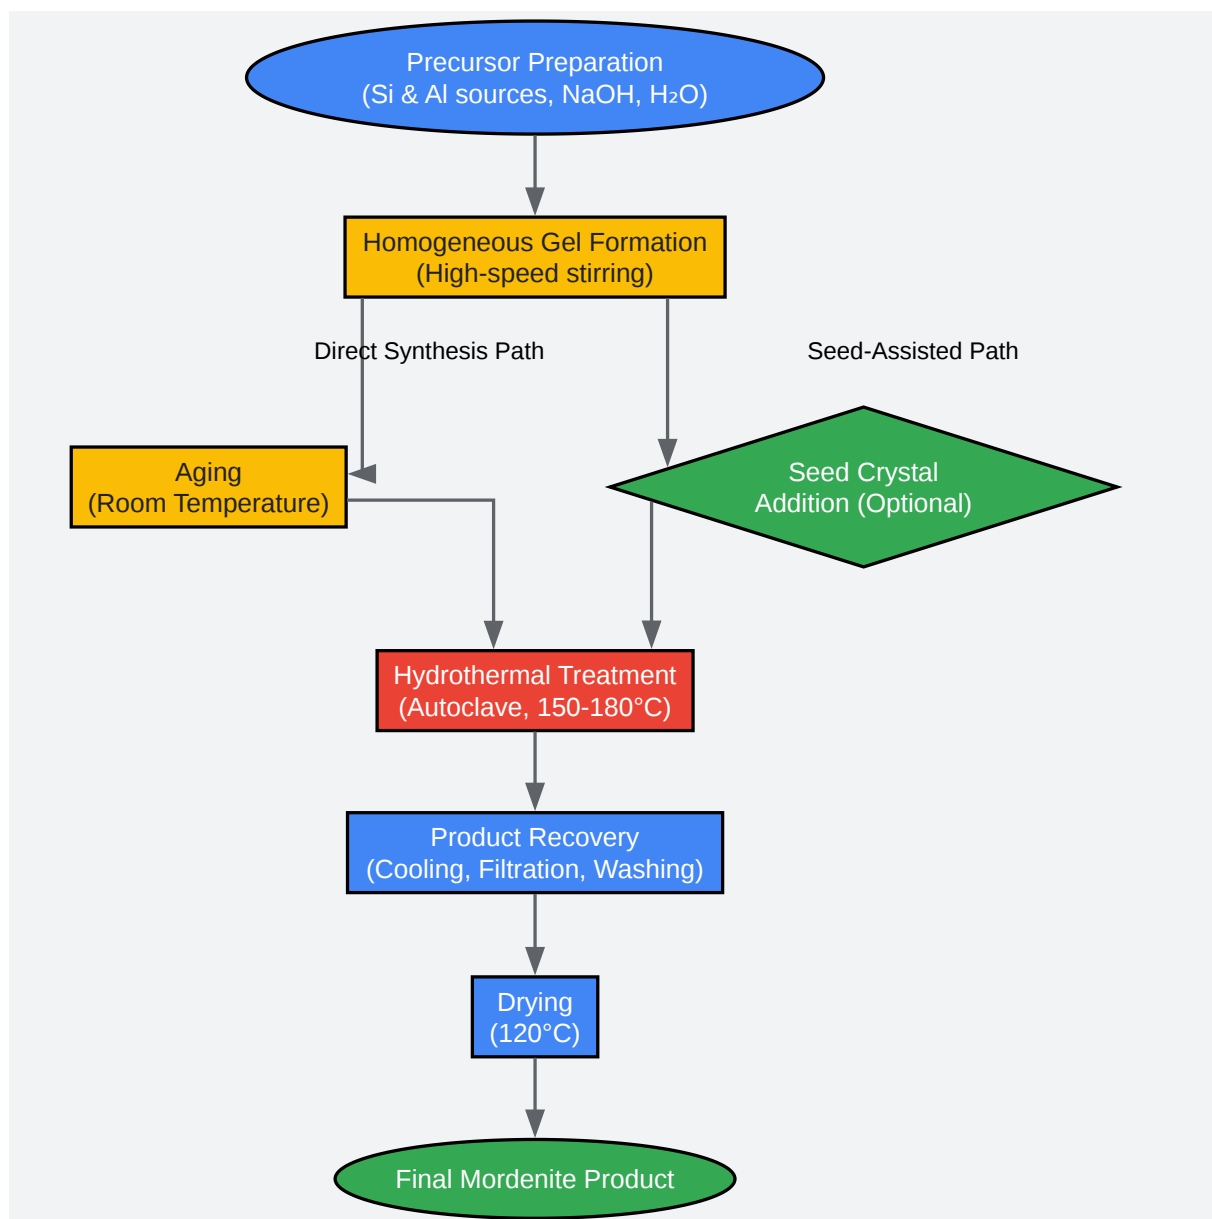 Precursor Preparation
(Si & Al sources, NaOH, H₂O)
Homogeneous Gel Formation
(High-speed stirring)
Direct Synthesis Path
Seed-Assisted Path
Aging
(Room Temperature)
Seed Crystal
Addition (Optional)
Hydrothermal Treatment
(Autoclave, 150-180°C)
Product Recovery
(Cooling, Filtration, Washing)
Drying
(120°C)
Final Mordenite Product